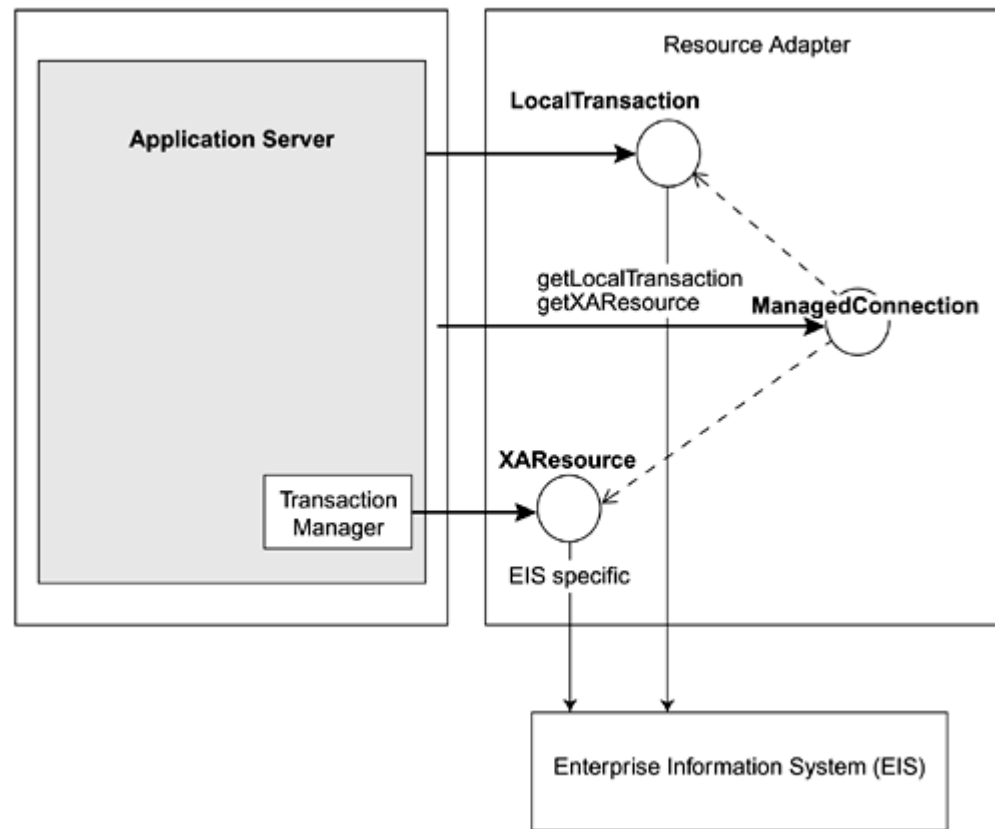 Resource Adapter
LocalTransaction
Application Server
getLocalTransaction
getXAResource
ManagedConnection
XAResource
Transaction
Manager
EIS specific
Enterprise Information System (EIS)